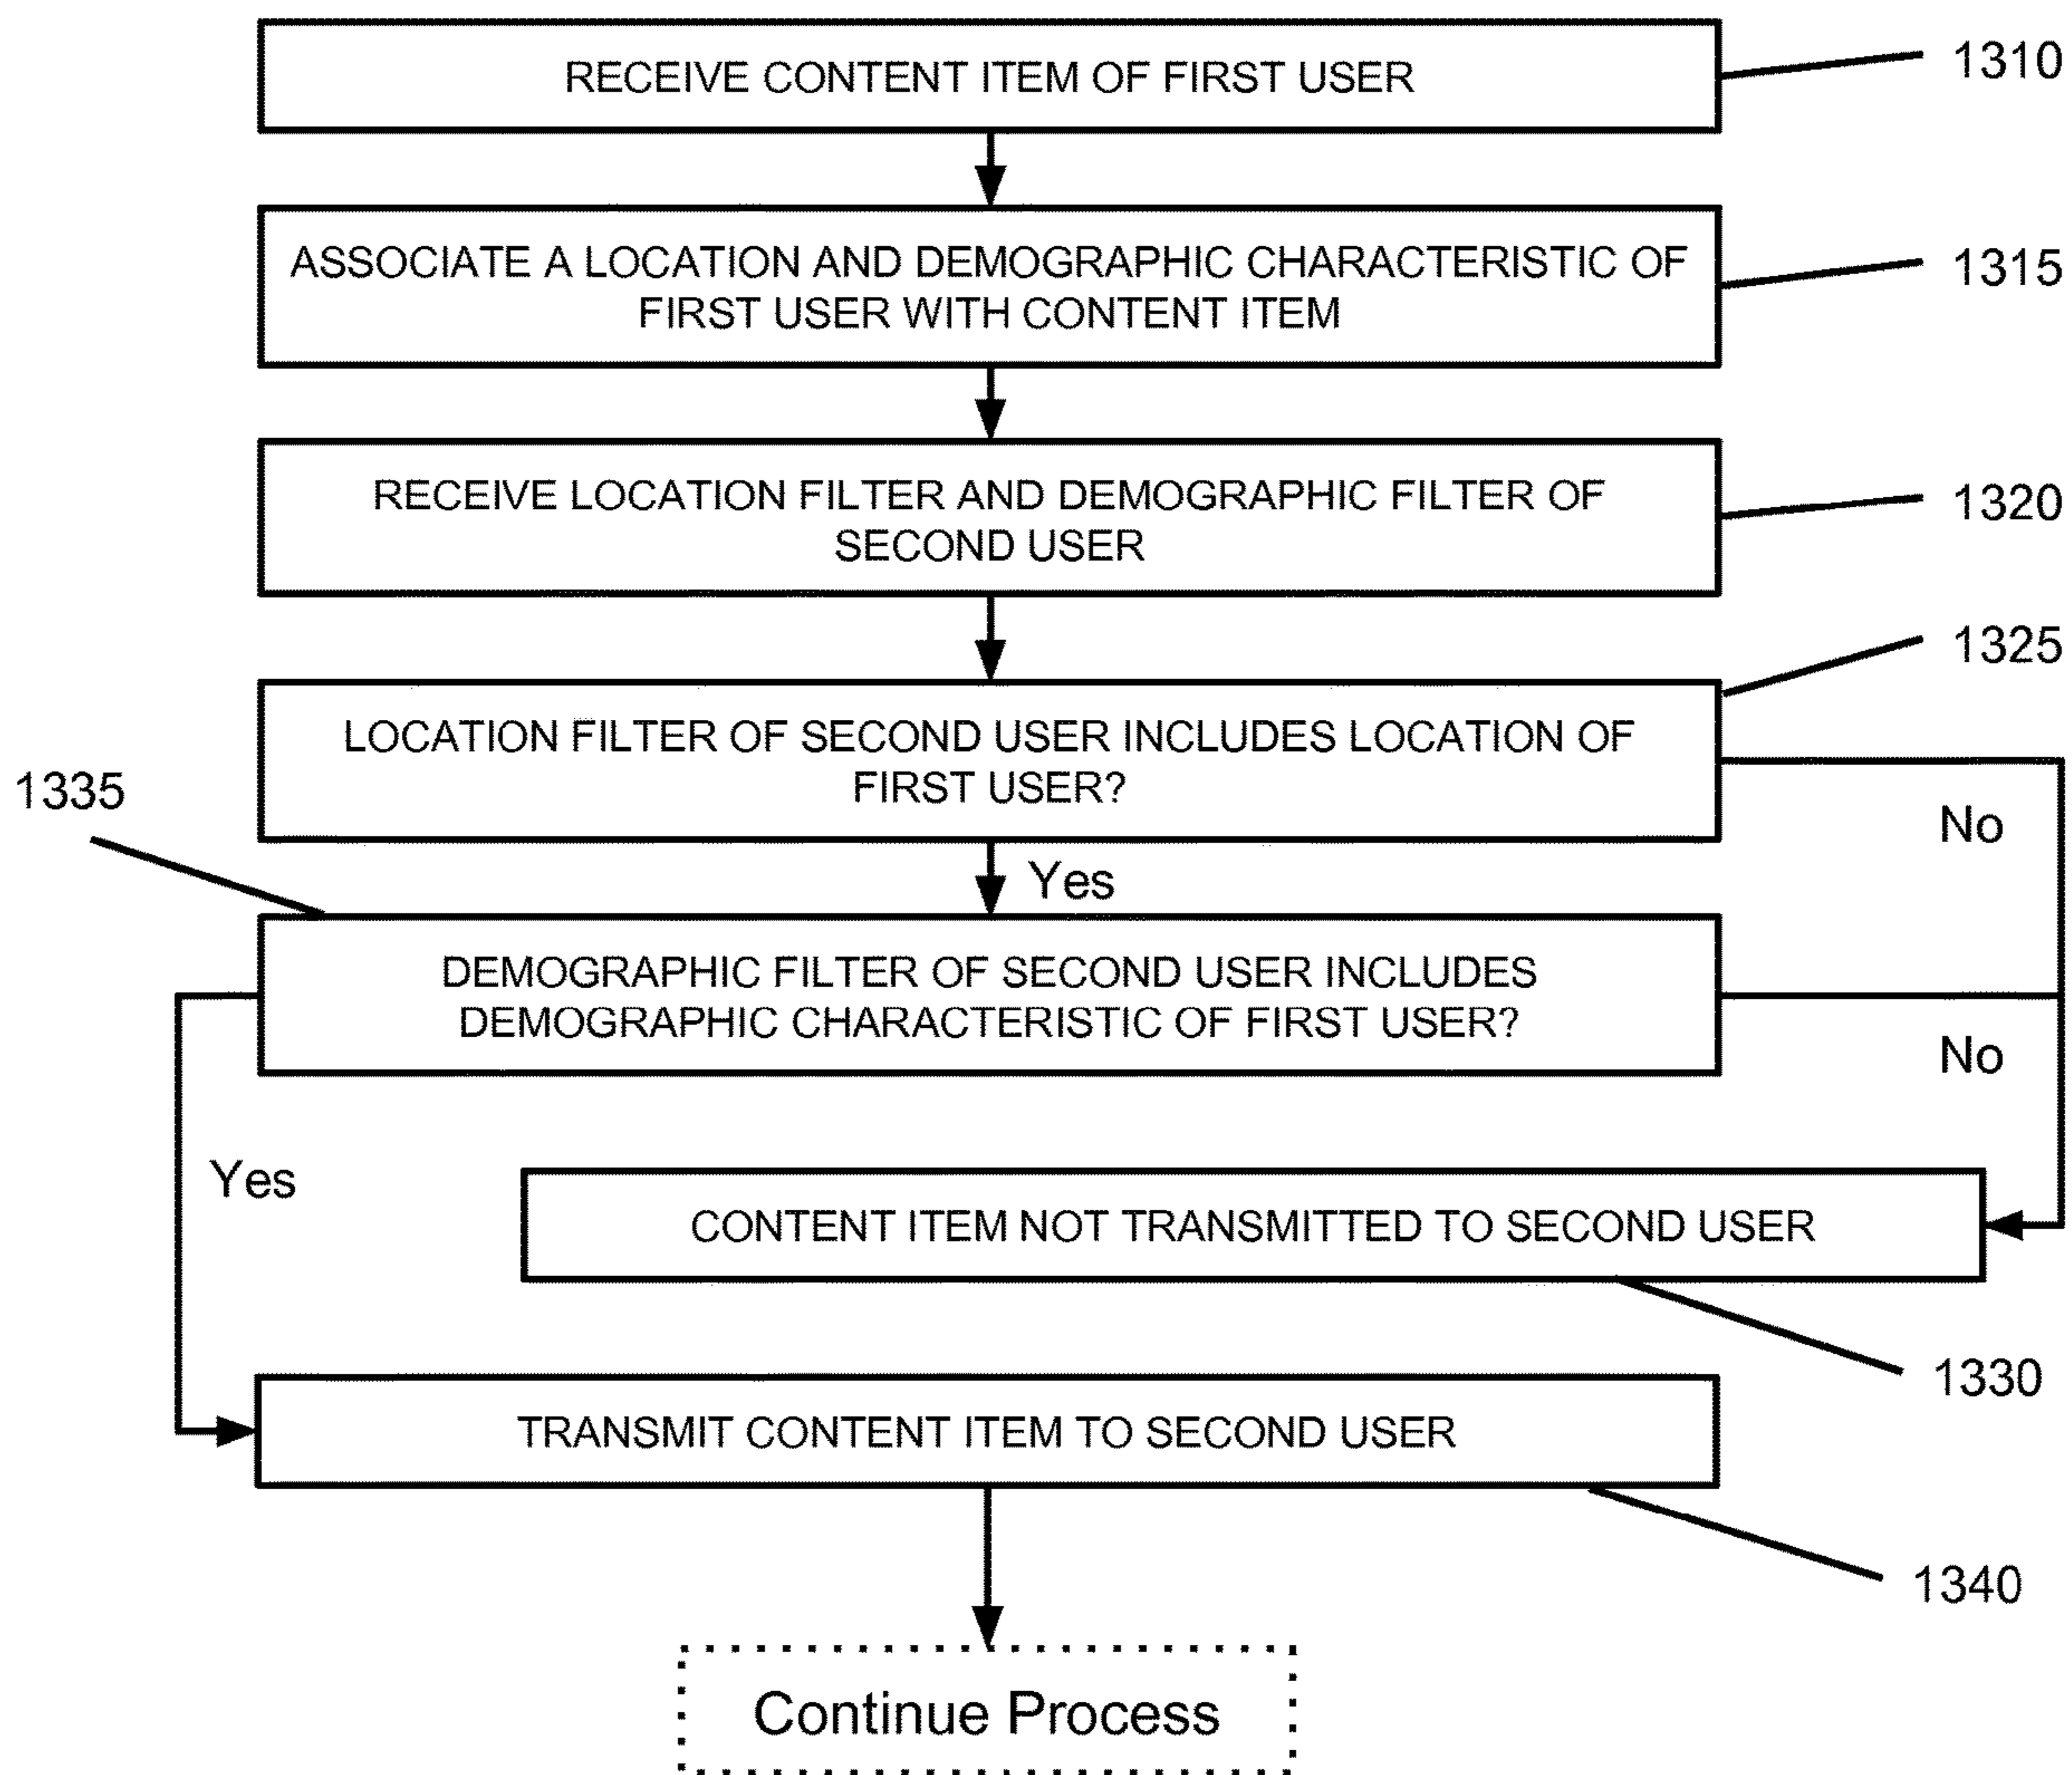 RECEIVE CONTENT ITEM OF FIRST USER
1310
ASSOCIATE A LOCATION AND DEMOGRAPHIC CHARACTERISTIC OF
FIRST USER WITH CONTENT ITEM
1315
RECEIVE LOCATION FILTER AND DEMOGRAPHIC FILTER OF
SECOND USER
1320
1325
LOCATION FILTER OF SECOND USER INCLUDES LOCATION OF
FIRST USER?
No
1335
Yes
DEMOGRAPHIC FILTER OF SECOND USER INCLUDES
DEMOGRAPHIC CHARACTERISTIC OF FIRST USER?
No
Yes
CONTENT ITEM NOT TRANSMITTED TO SECOND USER
1330
TRANSMIT CONTENT ITEM TO SECOND USER
1340
Continue Process